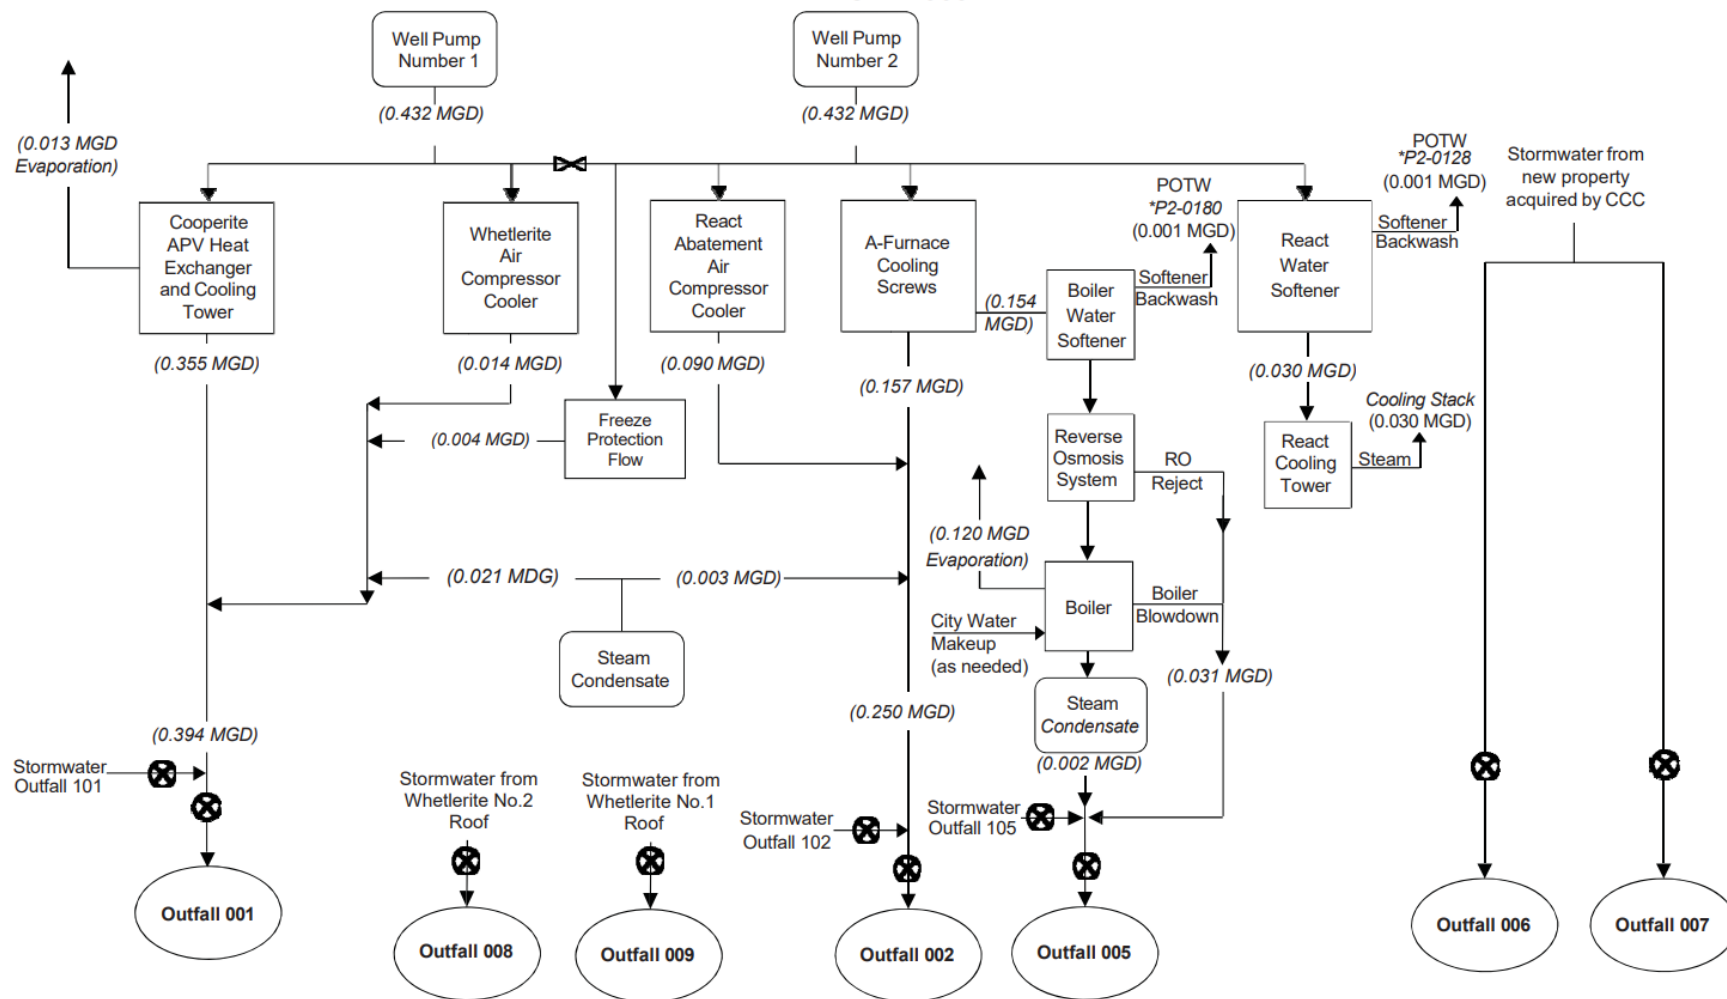 Well Pump
Number 1
(0.432 MGD)
Well Pump
Number 2
(0.432 MGD)
(0.013 MGD
Evaporation)
Cooperite
APV Heat
Exchanger
and Cooling
Tower
(0.355 MGD)
Whetlerite
Air
Compressor
Cooler
(0.014 MGD)
React
Abatement
Air
Compressor
Cooler
(0.090 MGD)
A-Furnace
Cooling
Screws
(0.157 MGD)
(0.154
MGD)
Boiler
Water
Softener
POTW
*P2-0180
(0.001 MGD)
Softener
Backwash
React
Water
Softener
POTW
*P2-0128
(0.001 MGD)
Softener
Backwash
Stormwater from
new property
acquired by CCC
(0.030 MGD)
Cooling Stack
(0.030 MGD)
React
Cooling
Tower
Steam
Freeze
Protection
Flow
(0.004 MGD)
Reverse
Osmosis
System
RO
Reject
(0.120 MGD
Evaporation)
(0.021 MDG)
(0.003 MGD)
Steam
Condensate
Boiler
Boiler
Blowdown
City Water
Makeup
(as needed)
(0.031 MGD)
Steam
Condensate
(0.002 MGD)
(0.250 MGD)
(0.394 MGD)
Stormwater
Outfall 101
Stormwater from
Whetlerite No.2
Roof
Stormwater from
Whetlerite No.1
Roof
Stormwater
Outfall 102
Stormwater
Outfall 105
Outfall 001
Outfall 008
Outfall 009
Outfall 002
Outfall 005
Outfall 006
Outfall 007